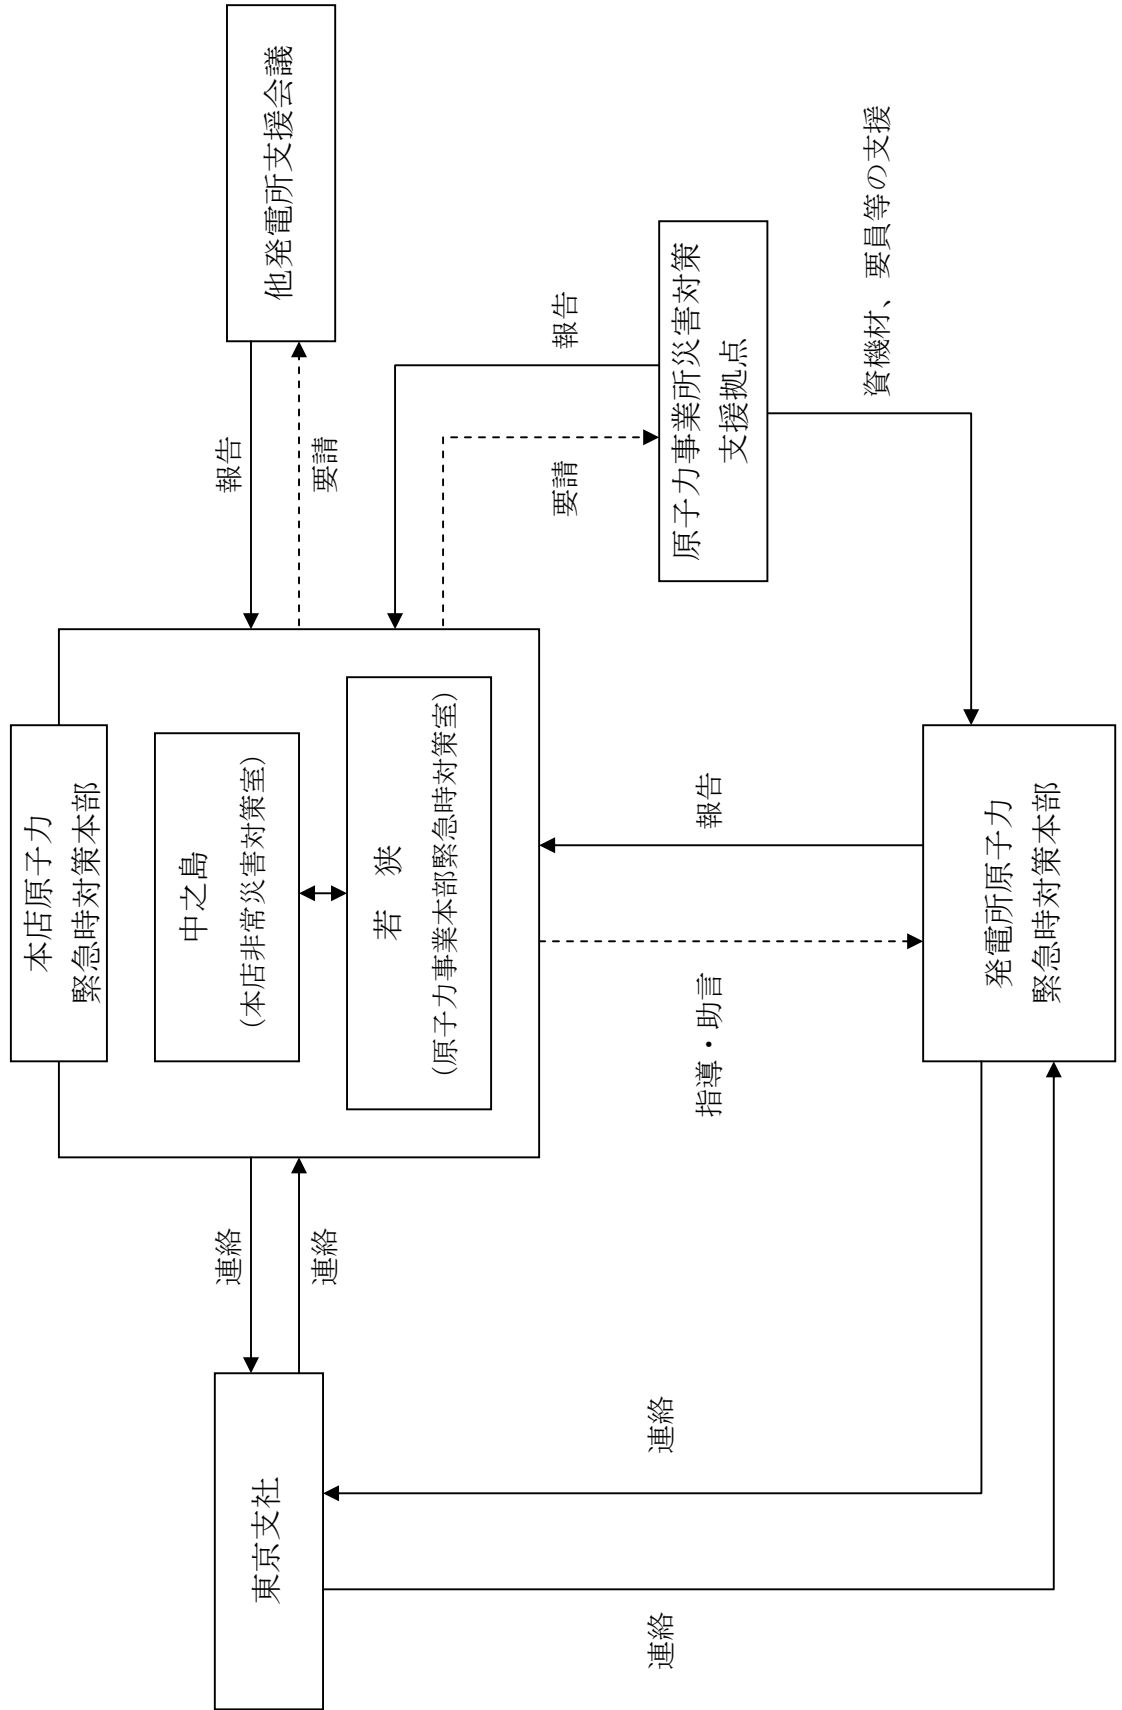 本店原子力
緊急時対策本部
中之島
(本店非常災害対策室)
若　狭
(原子力事業本部緊急時対策室)
東京支社
連絡
連絡
報告
要請
他発電所支援会議
報告
要請
原子力事業所災害対策
支援拠点
連絡
連絡
指導・助言
報告
資機材、要員等の支援
発電所原子力
緊急時対策本部